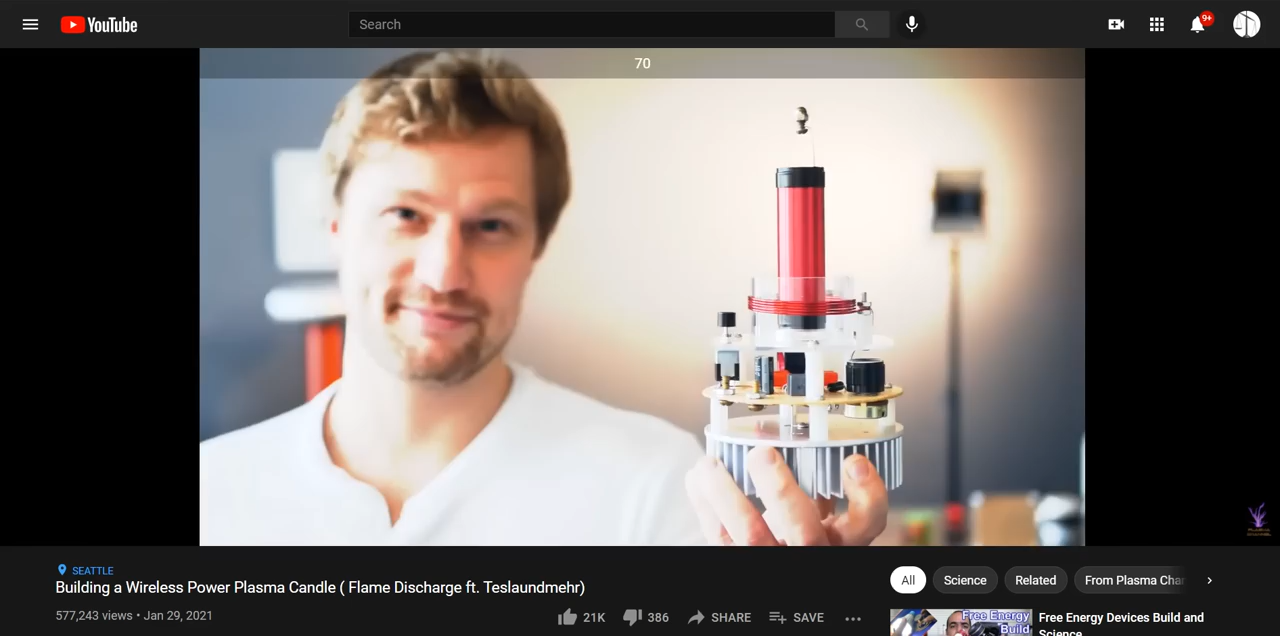 YouTube
Search
9+
70
SEATTLE
Building a Wireless Power Plasma Candle ( Flame Discharge ft. Teslaundmehr)
577,243 views • Jan 29, 2021
21K
386
SHARE
SAVE
All
Science
Related
From Plasma Cha
Free Energy
Build
Free Energy Devices Build and
Science